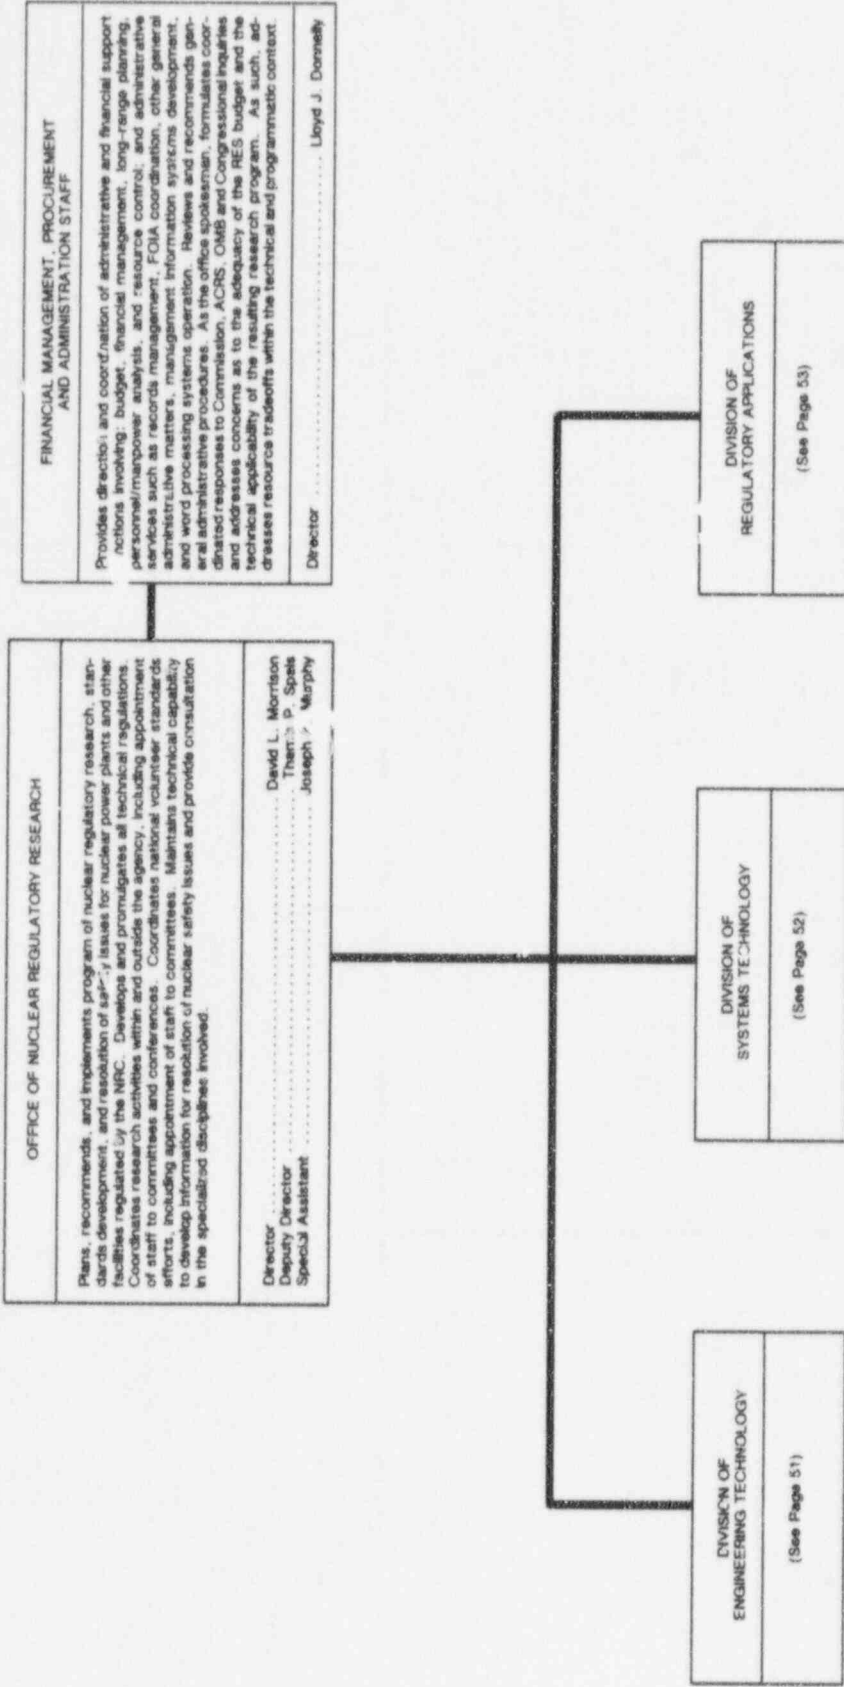 OFFICE OF NUCLEAR REGULATORY RESEARCH
Plans, recommends, and implements program of nuclear regulatory research, stan-
dards development, and resolution of safety issues for nuclear power plants and other
facilities regulated by the NRC. Develops and promulgates all technical regulations.
Coordinates research activities within and outside the agency, including appointment
of staff to committees and conferences. Coordinates national volunteer standards
efforts, including appointment of staff to committees. Maintains technical capability
to develop information for resolution of nuclear safety issues and provide consultation
in the specialized disciplines involved.
Director .......... David L. Morrison
Deputy Director .......... P. Speis
Special Assistant .......... Joseph Murphy
FINANCIAL MANAGEMENT, PROCUREMENT
AND ADMINISTRATION STAFF
Provides direction and coordination of administrative and financial support
nctions involving: budget, financial management, long-range planning,
personnel/manpower analysis, and resource control; and administrative
services such as records management, FOIA coordination, other general
administrative matters, management information systems development,
and word processing systems operation. Reviews and recommends gen-
eral administrative procedures. As the office spokesman, formulates coor-
dinated responses to Commission, ACRS, OMB and Congressional inquiries
and addresses concerns as to the adequacy of the RES budget and the
technical applicability of the resulting research program. As such, ad-
dresses resource tradeoffs within the technical and programmatic context.
Director .......... Lloyd J. Donnelly
DIVISION OF
ENGINEERING TECHNOLOGY
(See Page 51)
DIVISION OF
SYSTEMS TECHNOLOGY
(See Page 52)
DIVISION OF
REGULATORY APPLICATIONS
(See Page 53)